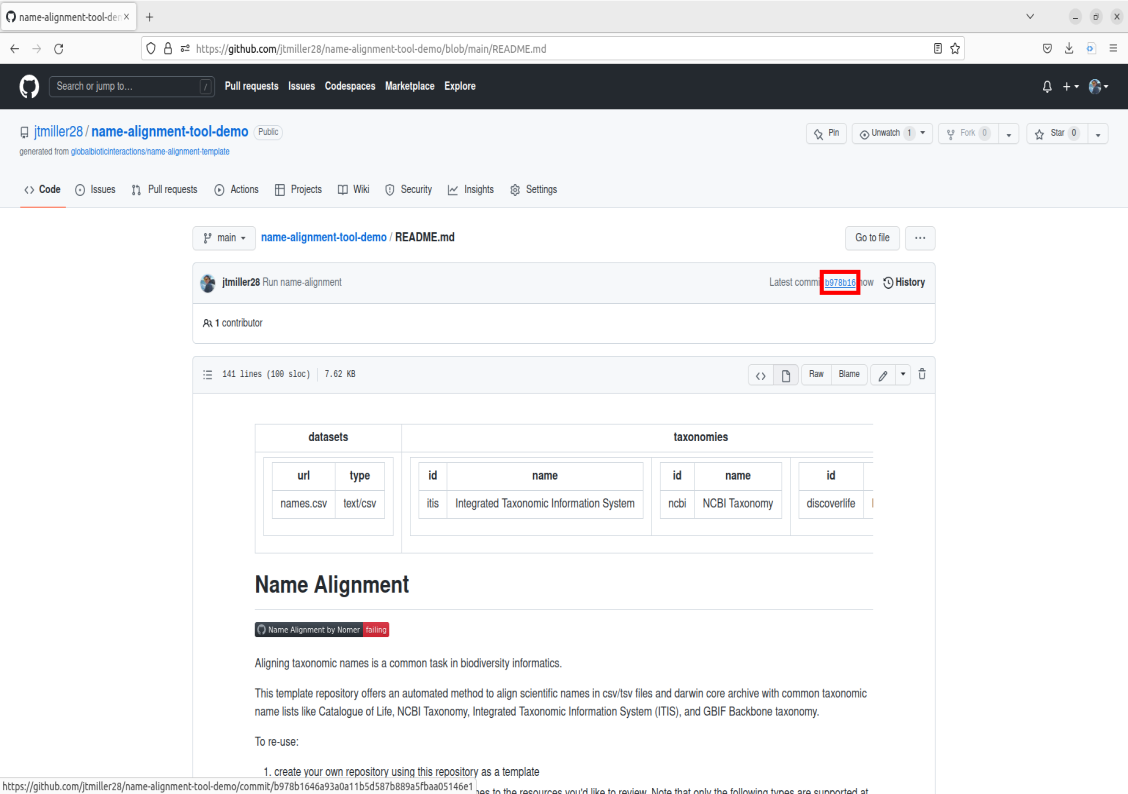 name-alignment-tool-de
https://github.com/jtmiller28/name-alignment-tool-demo/blob/main/README.md
Search or jump to... /
Pull requests Issues Codespaces Marketplace Explore
jtmiller28 / name-alignment-tool-demo Public
generated from globalbioticinteractions/name-alignment-template
Pin
Unwatch 1
Fork 0
Star 0
Code Issues Pull requests Actions Projects Wiki Security Insights Settings
main name-alignment-tool-demo / README.md Go to file
jtmiller28 Run name-alignment Latest comm b978b16 now History
1 contributor
141 lines (100 sloc) 7.62 KB Raw Blame
datasets taxonomies
url type id name id name id
names.csv text/csv itis Integrated Taxonomic Information System ncbi NCBI Taxonomy discoverlife
Name Alignment
Name Alignment by Nomer failing
Aligning taxonomic names is a common task in biodiversity informatics.
This template repository offers an automated method to align scientific names in csv/tsv files and darwin core archive with common taxonomic
name lists like Catalogue of Life, NCBI Taxonomy, Integrated Taxonomic Information System (ITIS), and GBIF Backbone taxonomy.
To re-use:
1. create your own repository using this repository as a template
https://github.com/jtmiller28/name-alignment-tool-demo/commit/b978b1646a93a0a11b5d587b889a5fbaa05146e1 to the resources you'd like to review. Note that only the following types are supported at